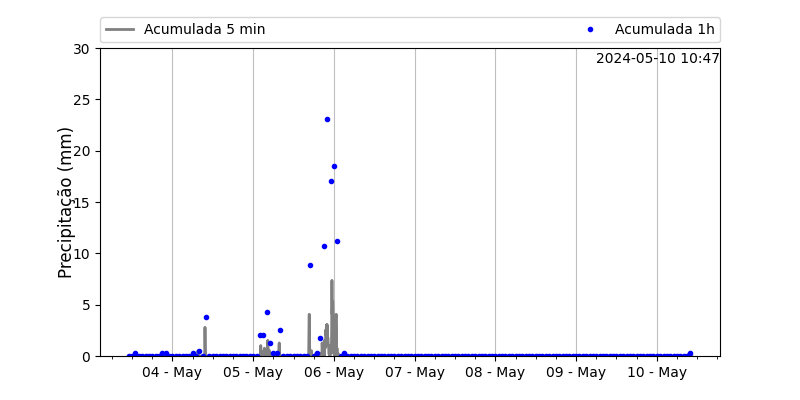 Acumulada 5 min
Acumulada 1h
2024-05-10 10:47
Precipitação (mm)
30
25
20
15
10
5
0
04 - May 05 - May 06 - May 07 - May 08 - May 09 - May 10 - May